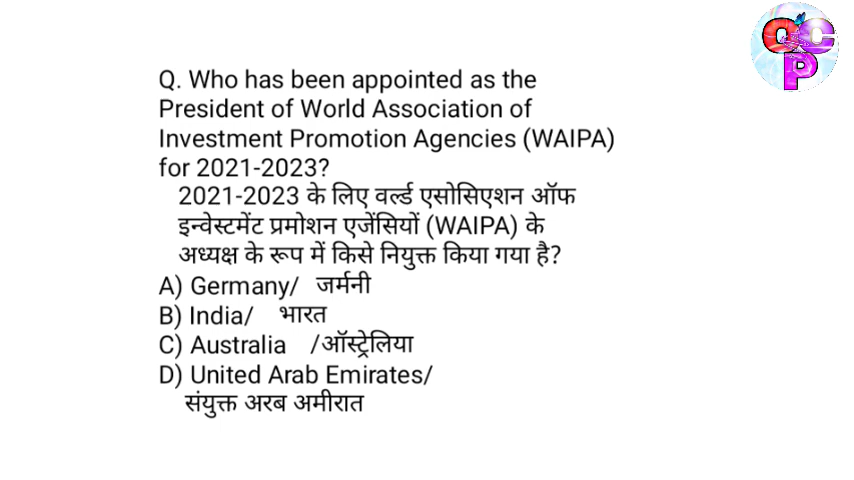 QCP
Q. Who has been appointed as the
President of World Association of
Investment Promotion Agencies (WAIPA)
for 2021-2023?
2021-2023 के लिए वर्ल्ड एसोसिएशन ऑफ
इन्वेस्टमेंट प्रमोशन एजेंसियों (WAIPA) के
अध्यक्ष के रूप में किसे नियुक्त किया गया है?
A) Germany/ जर्मनी
B) India/ भारत
C) Australia /ऑस्ट्रेलिया
D) United Arab Emirates/
संयुक्त अरब अमीरात